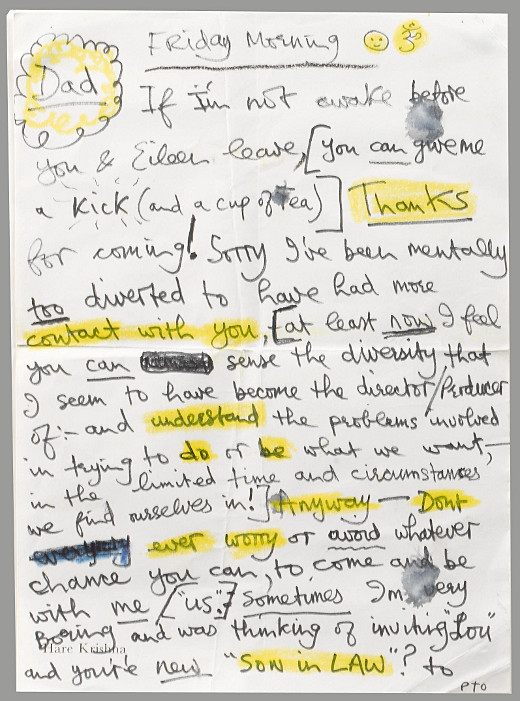 Friday Morning ॐ
Dad
If I'm not awake before
you & Eileen leave, [you can give me
a KICK (and a cup of tea)] Thanks
for coming! Sorry I've been mentally
too diverted to have had more
contact with you, [at least now I feel
you can sense the diversity that
I seem to have become the director/Producer
of:- and understand the problems involved
in trying to do or be what we want,-
in the limited time and circumstances
we find ourselves in!] Anyway — Dont
ever worry or avoid whatever
chance you can, to come and be
with me ["us"]! Sometimes I'm very
Boring and was thinking of inviting "Lou"
Hare Krishna
and you're new "Son in LAW"? to
PTO